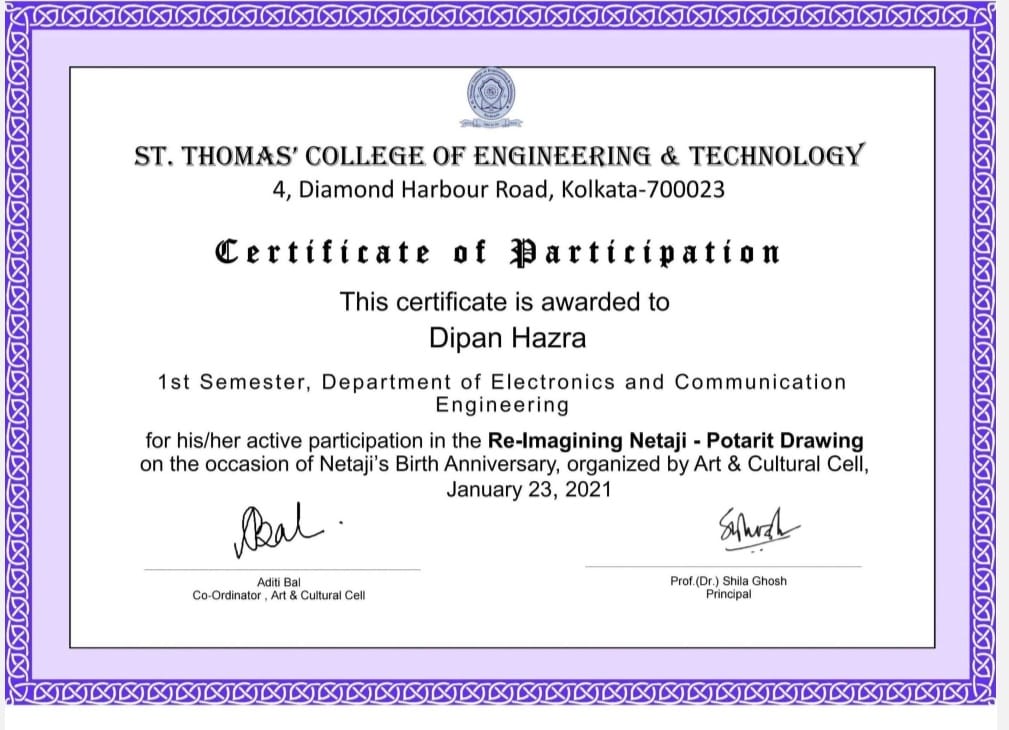 ST. THOMAS' COLLEGE OF ENGINEERING & TECHNOLOGY
4, Diamond Harbour Road, Kolkata-700023
Certificate of Participation
This certificate is awarded to
Dipan Hazra
1st Semester, Department of Electronics and Communication
Engineering
for his/her active participation in the Re-Imagining Netaji - Potarit Drawing
on the occasion of Netaji's Birth Anniversary, organized by Art & Cultural Cell,
January 23, 2021
ABal.
SGhosh
Aditi Bal
Co-Ordinator , Art & Cultural Cell
Prof.(Dr.) Shila Ghosh
Principal